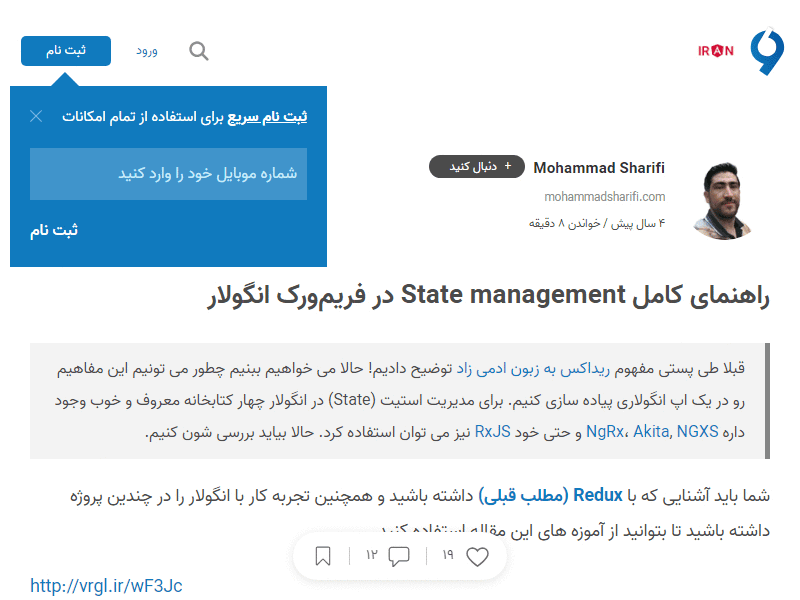 ثبت نام
ورود
IRAN
ثبت نام سریع برای استفاده از تمام امکانات
شماره موبایل خود را وارد کنید
ثبت نام
Mohammad Sharifi
+ دنبال کنید
mohammadsharifi.com
۴ سال پیش / خواندن ۸ دقیقه
راهنمای کامل State management در فریم‌ورک انگولار
قبلا طی پستی مفهوم ریداکس به زبون ادمی زاد توضیح دادیم! حالا می خواهیم ببنیم چطور می تونیم این مفاهیم
رو در یک اپ انگولاری پیاده سازی کنیم. برای مدیریت استیت (State) در انگولار چهار کتابخانه معروف و خوب وجود
داره NgRx، Akita, NGXS و حتی خود RxJS نیز می توان استفاده کرد. حالا بیاید بررسی شون کنیم.
شما باید آشنایی که با Redux (مطلب قبلی) داشته باشید و همچنین تجربه کار با انگولار را در چندین پروژه
داشته باشید تا بتوانید از آموزه های این مقاله استفاده کنید.
۱۹
۱۲
http://vrgl.ir/wF3Jc